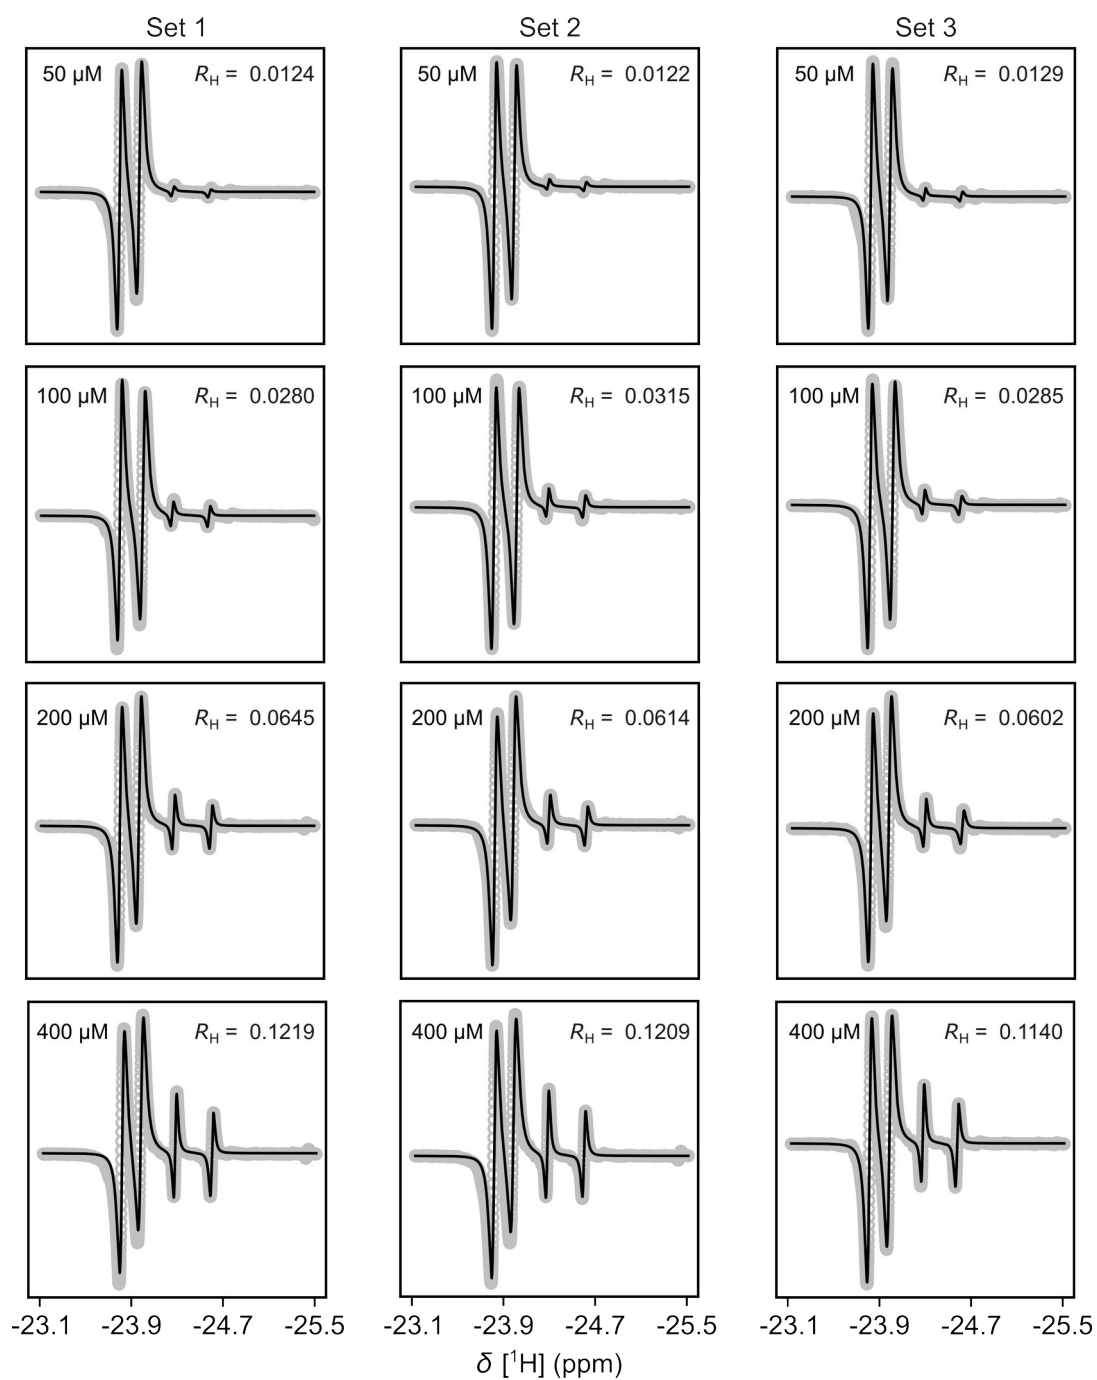 Set 1 Set 2 Set 3
50 µM R_H = 0.0124 50 µM R_H = 0.0122 50 µM R_H = 0.0129
100 µM R_H = 0.0280 100 µM R_H = 0.0315 100 µM R_H = 0.0285
200 µM R_H = 0.0645 200 µM R_H = 0.0614 200 µM R_H = 0.0602
400 µM R_H = 0.1219 400 µM R_H = 0.1209 400 µM R_H = 0.1140
-23.1 -23.9 -24.7 -25.5 -23.1 -23.9 -24.7 -25.5 -23.1 -23.9 -24.7 -25.5
δ [¹H] (ppm)